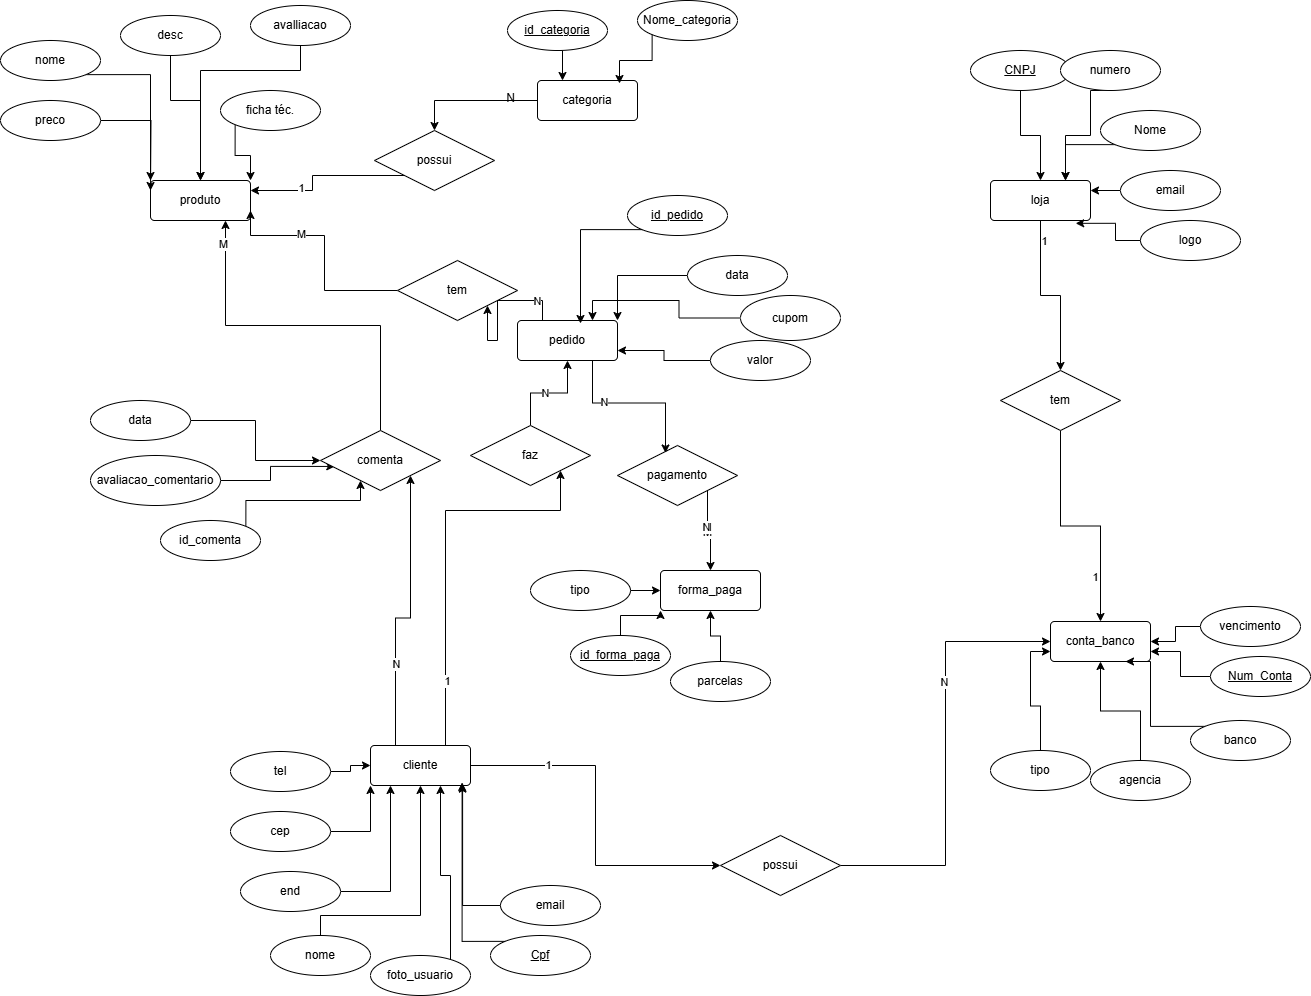 avalliacao
desc
nome
preco
ficha téc.
id_categoria
Nome_categoria
categoria
N
possui
1
produto
CNPJ
numero
Nome
email
logo
loja
1
M
M
id_pedido
data
cupom
valor
tem
N
pedido
tem
data
avaliacao_comentario
id_comenta
comenta
N
faz
N
pagamento
N
tipo
forma_paga
id_forma_paga
parcelas
1
conta_banco
vencimento
Num_Conta
banco
tipo
agencia
N
1
N
tel
cliente
1
cep
possui
end
email
nome
foto_usuario
Cpf